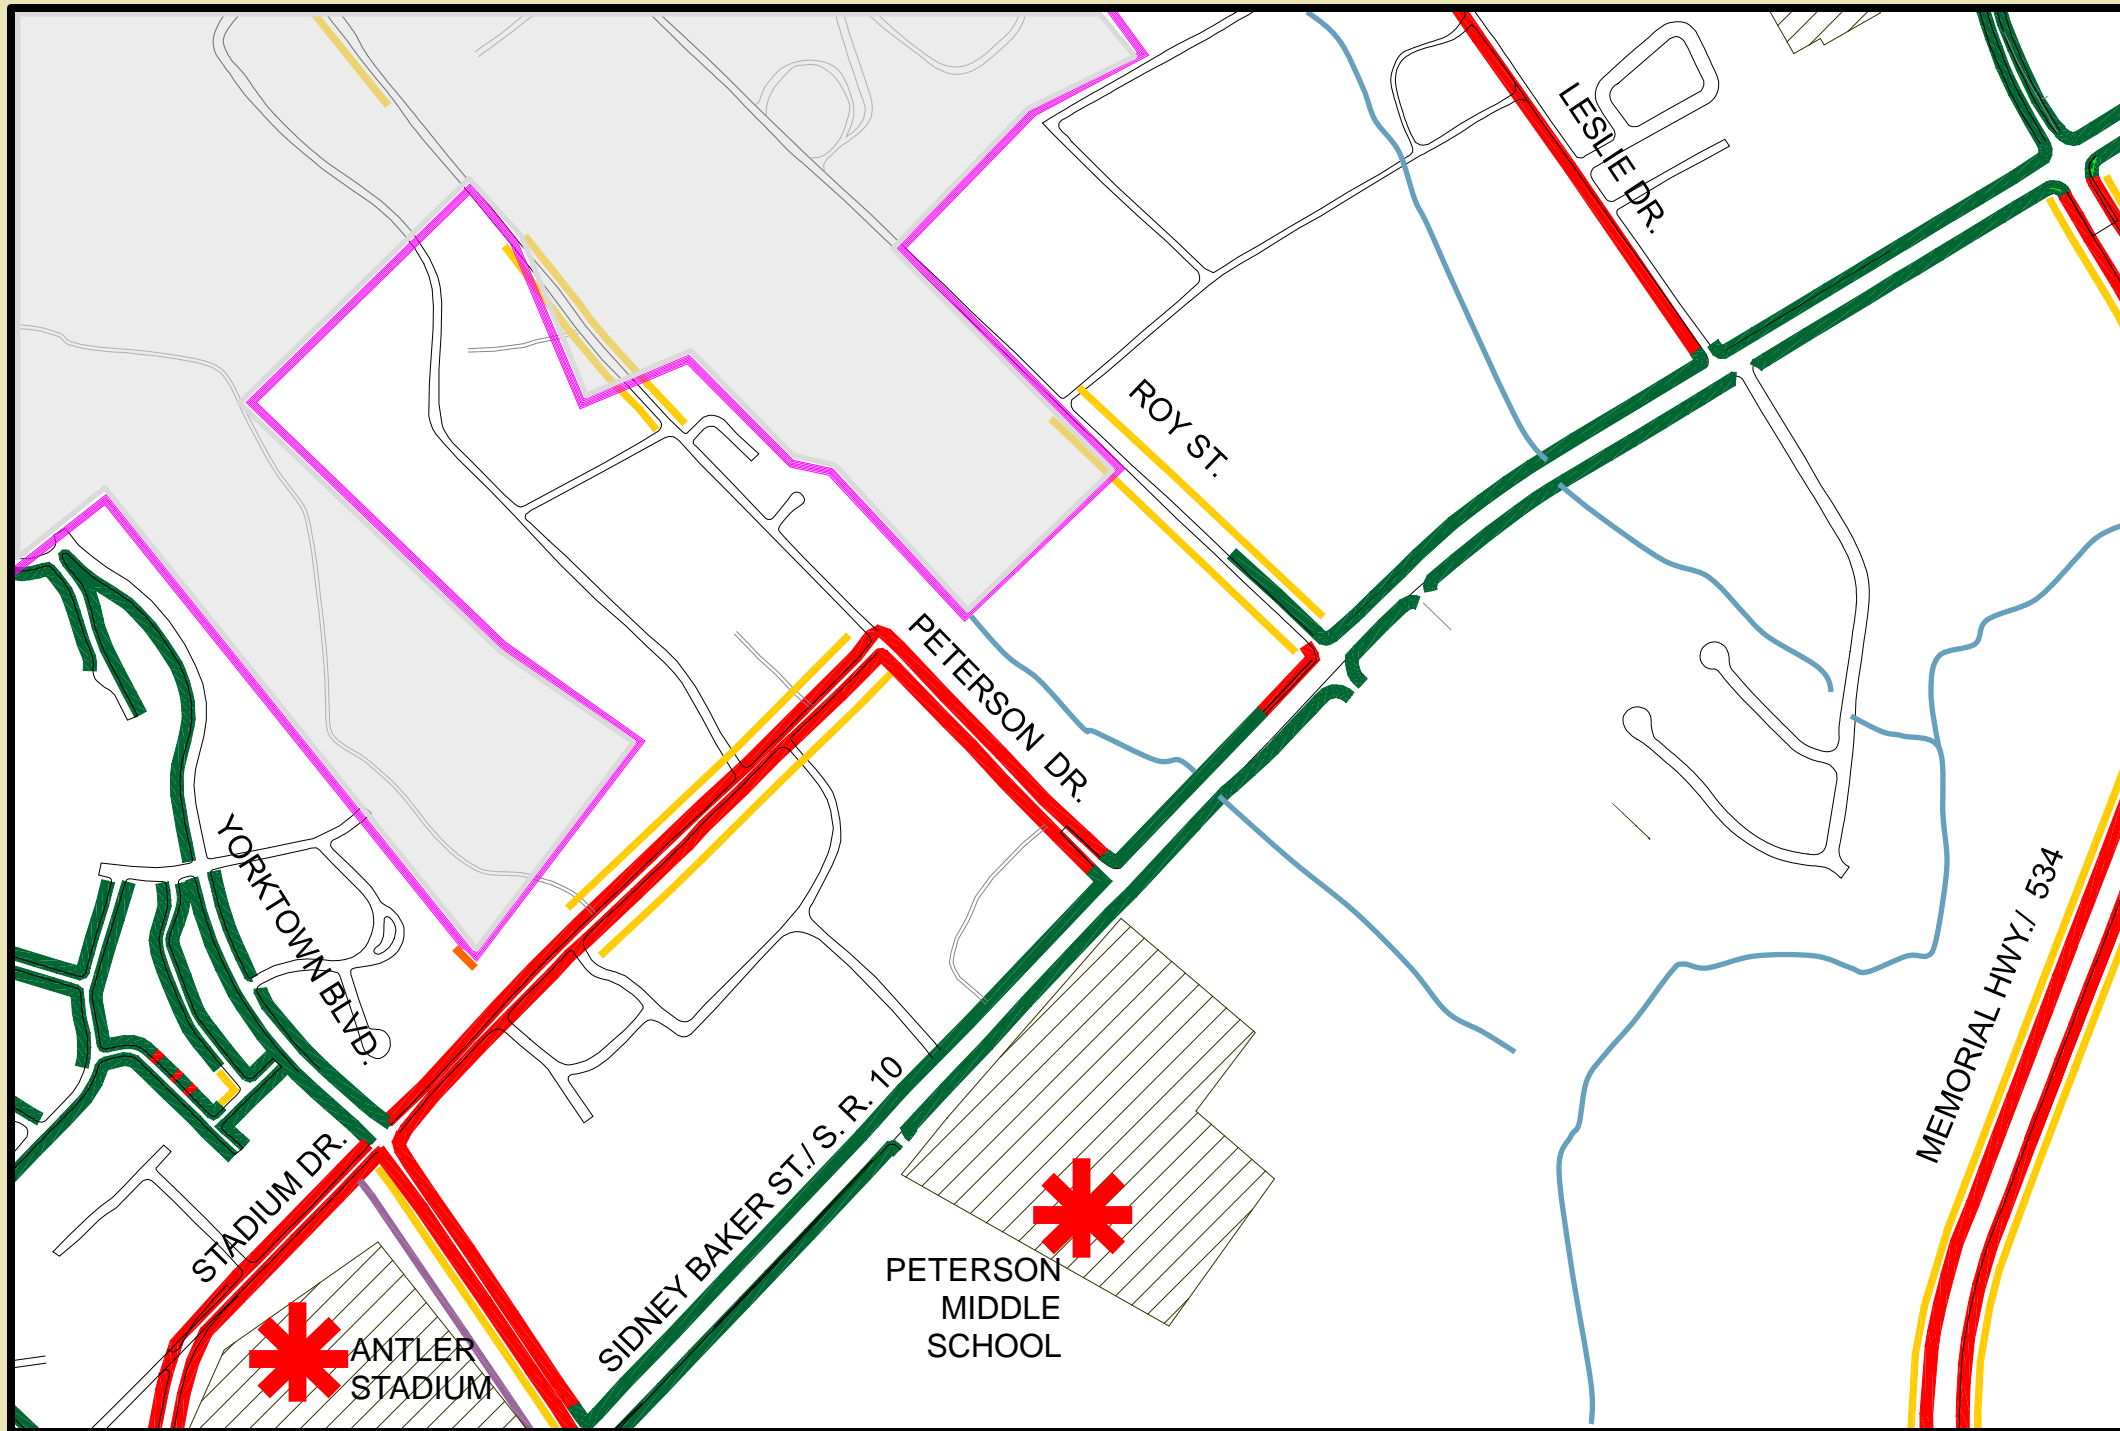 LESLIE DR.
ROY ST.
PETERSON DR.
YORKTOWN BLVD.
MEMORIAL HWY./ 534
STADIUM DR.
SIDNEY BAKER ST./ S. R. 10
PETERSON
MIDDLE
SCHOOL
ANTLER
STADIUM